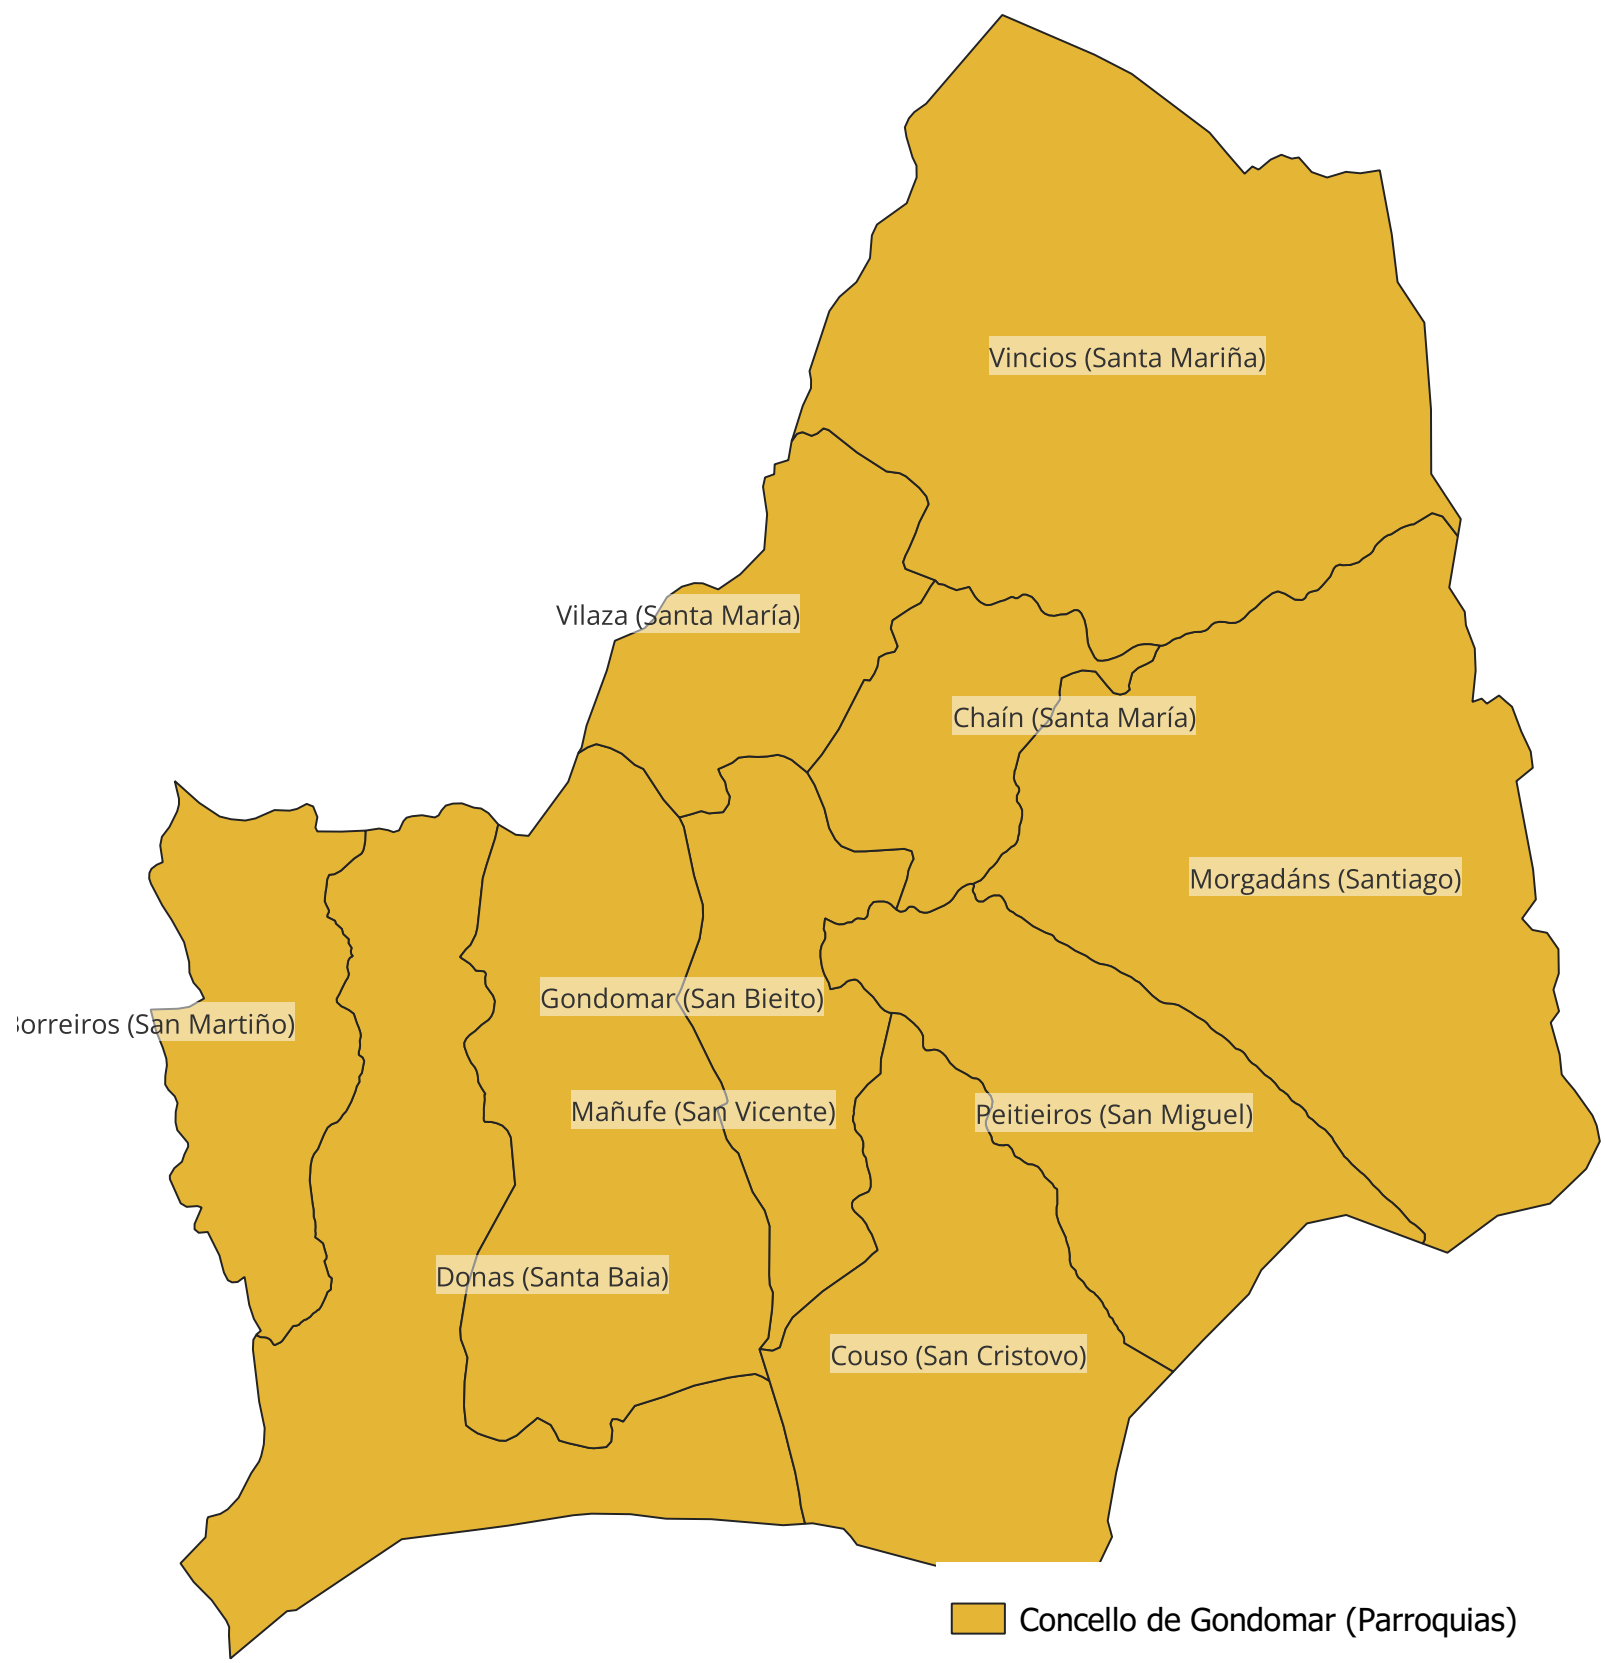 Vincios (Santa Mariña)
Vilaza (Santa María)
Chaín (Santa María)
Morgadáns (Santiago)
Gondomar (San Bieito)
Borreiros (San Martiño)
Mañufe (San Vicente)
Peitieiros (San Miguel)
Donas (Santa Baia)
Couso (San Cristovo)
Concello de Gondomar (Parroquias)